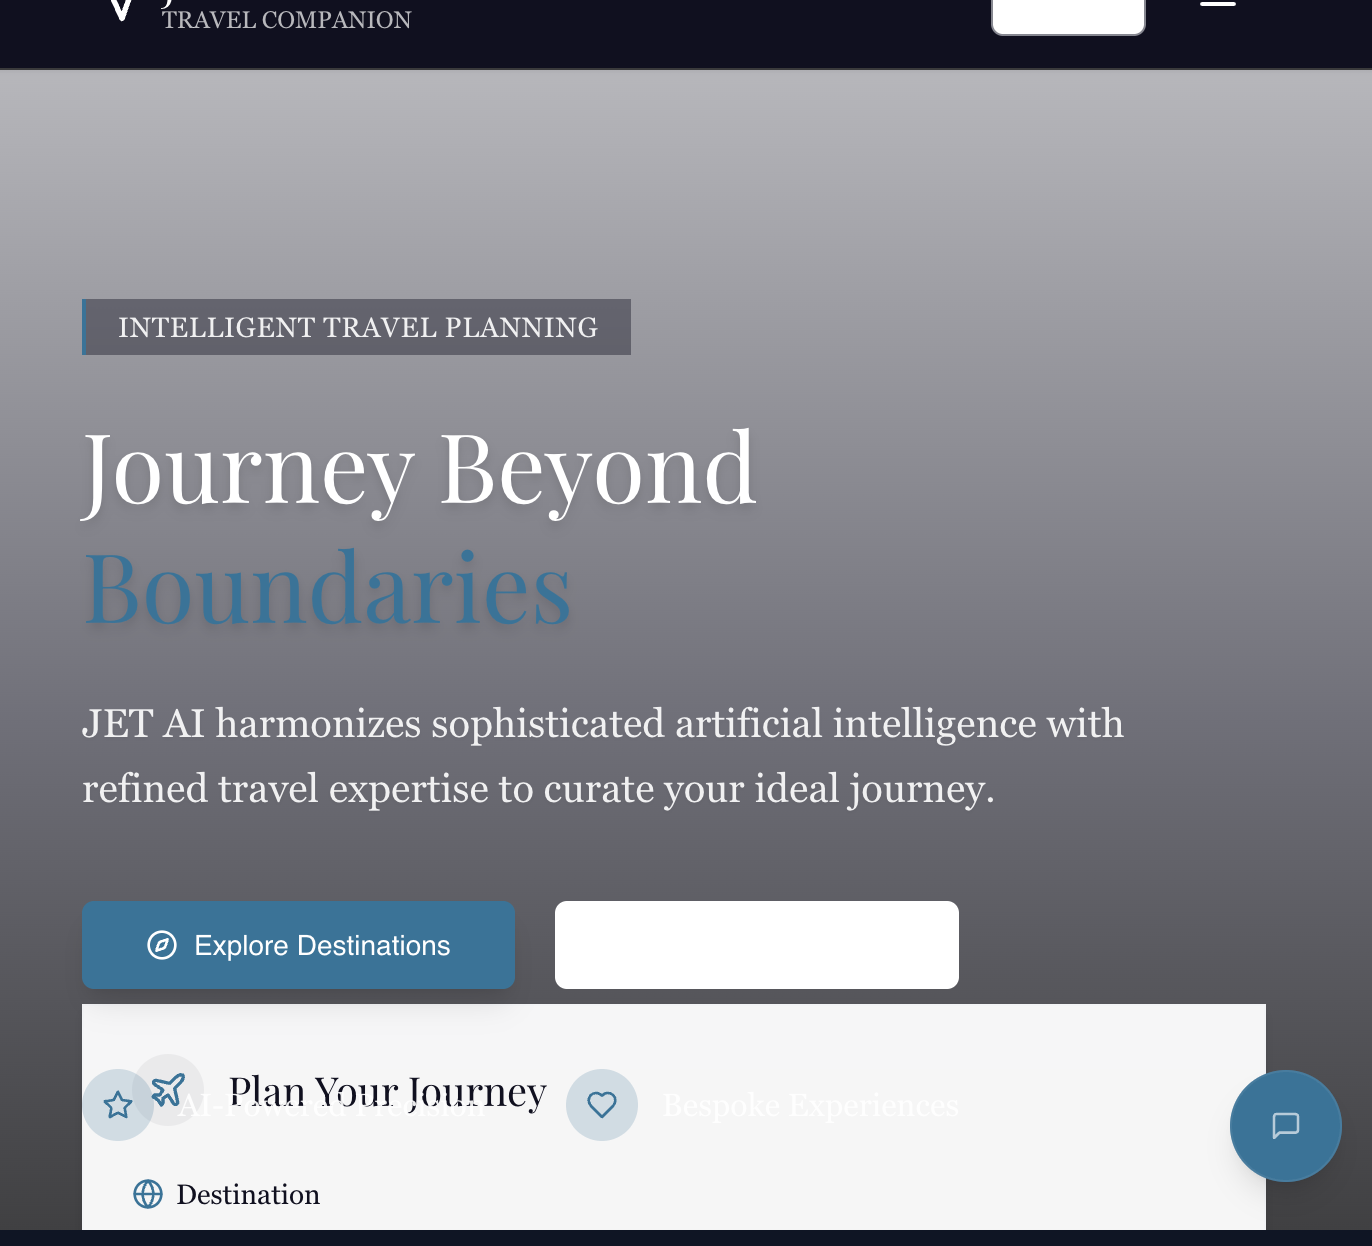 TRAVEL COMPANION
INTELLIGENT TRAVEL PLANNING
Journey Beyond
Boundaries
JET AI harmonizes sophisticated artificial intelligence with
refined travel expertise to curate your ideal journey.
Explore Destinations
Plan Your Journey
AI-Powered Precision
Bespoke Experiences
Destination